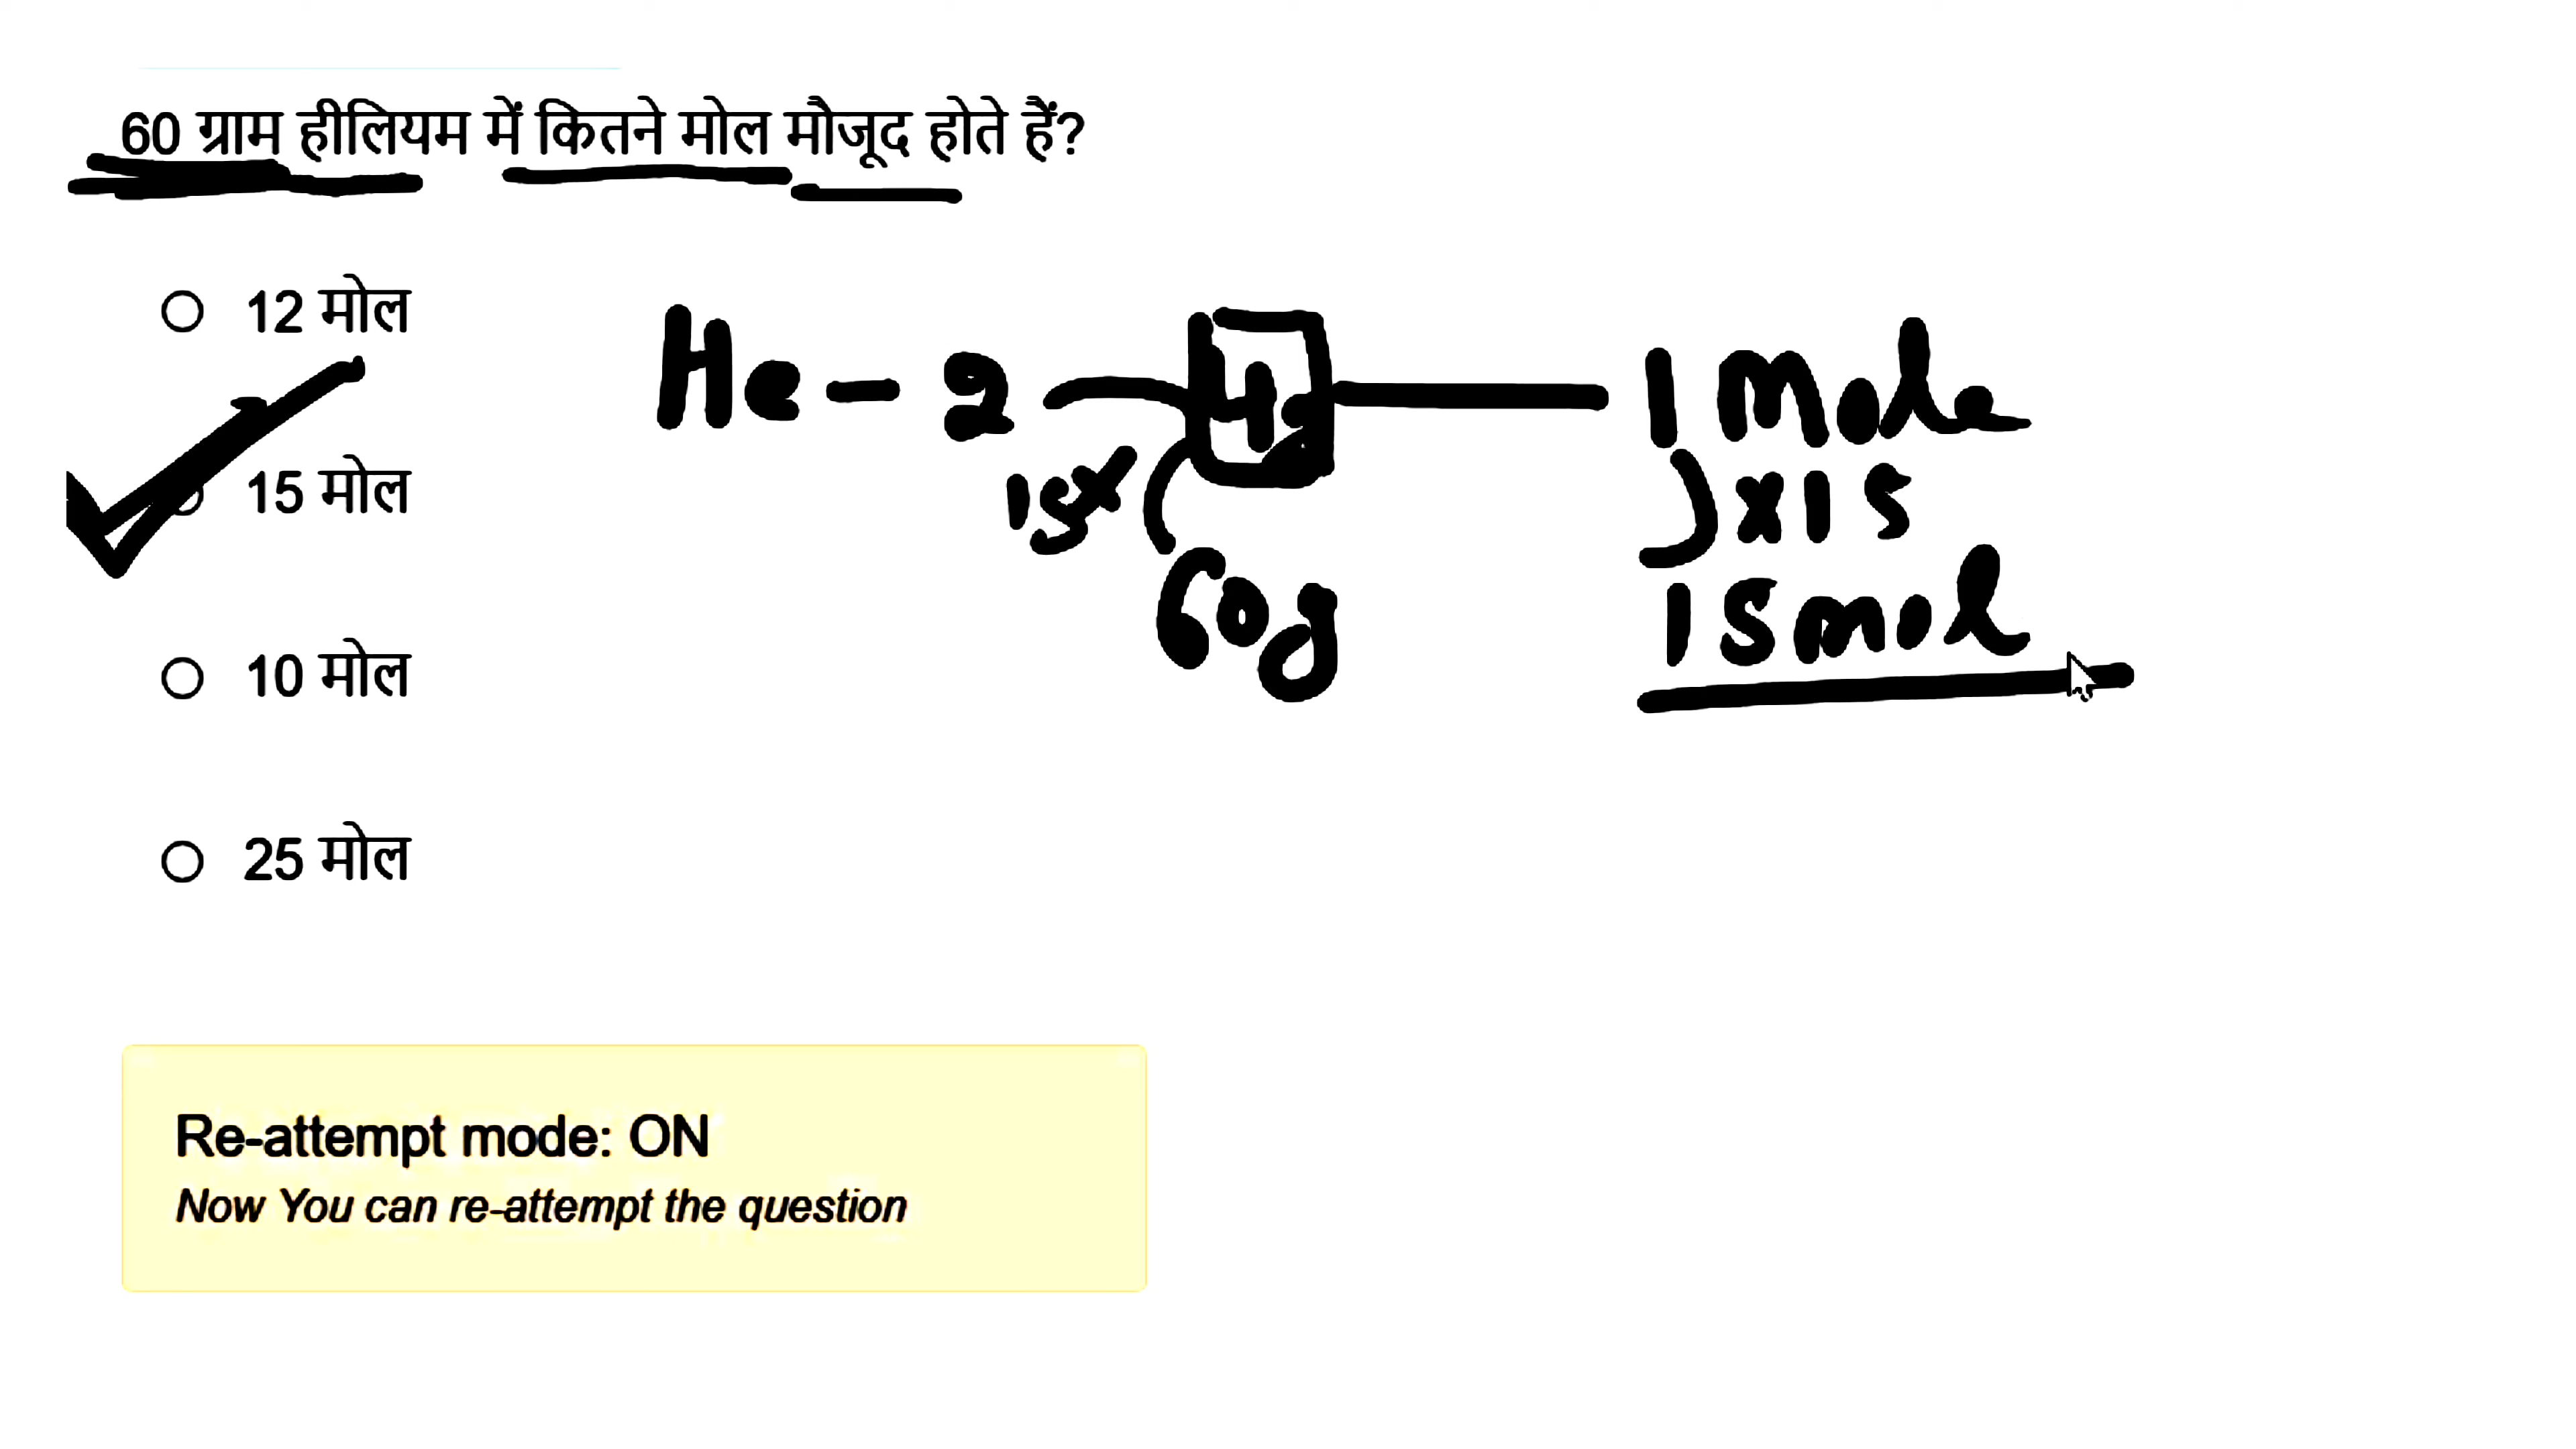 60 ग्राम हीलियम में कितने मोल मौजूद होते हैं?
12 मोल
He - 2 4g 1 Mole
15 मोल
15x x15
60g 15mol
10 मोल
25 मोल
Re-attempt mode: ON
Now You can re-attempt the question